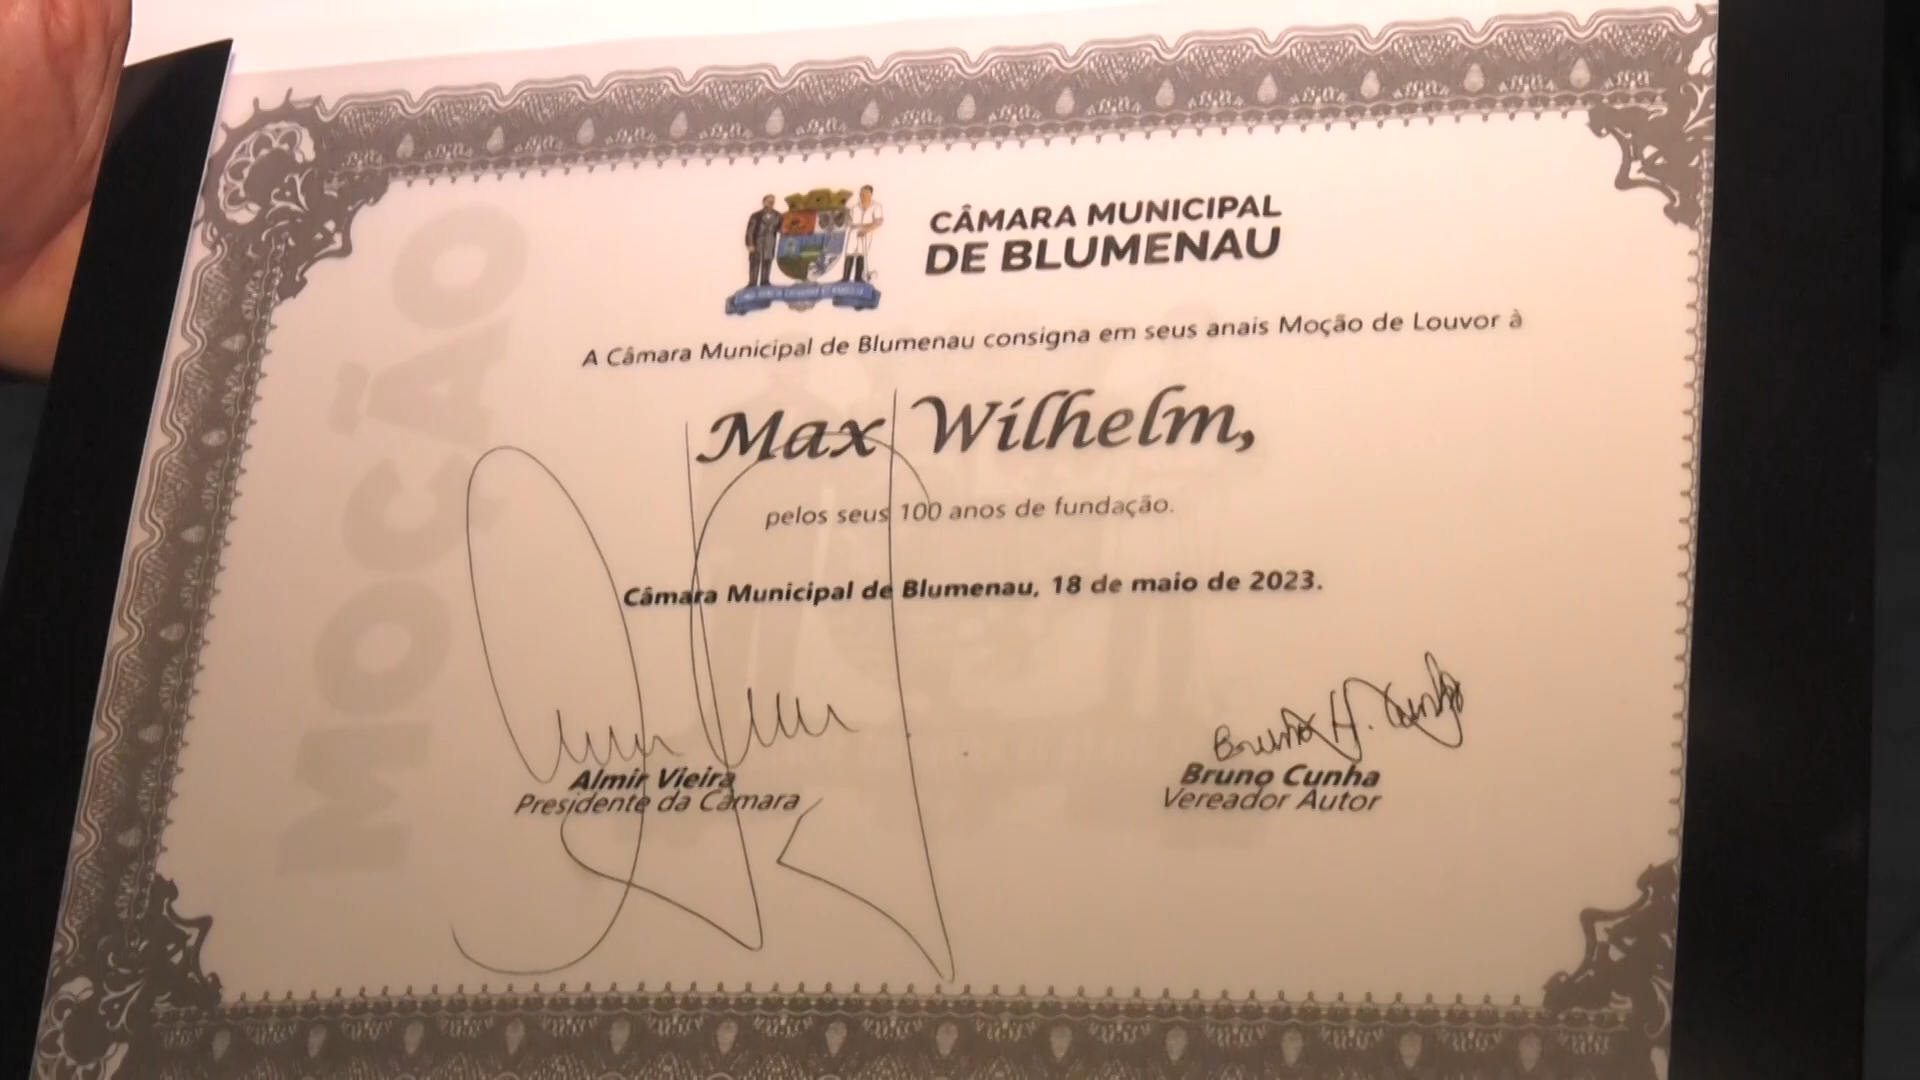 MOÇÃO
CÂMARA MUNICIPAL
DE BLUMENAU
A Câmara Municipal de Blumenau consigna em seus anais Moção de Louvor à
Max Wilhelm,
pelos seus 100 anos de fundação.
Câmara Municipal de Blumenau, 18 de maio de 2023.
Bruno H. Cunha
Almir Vieira
Presidente da Câmara
Bruno Cunha
Vereador Autor